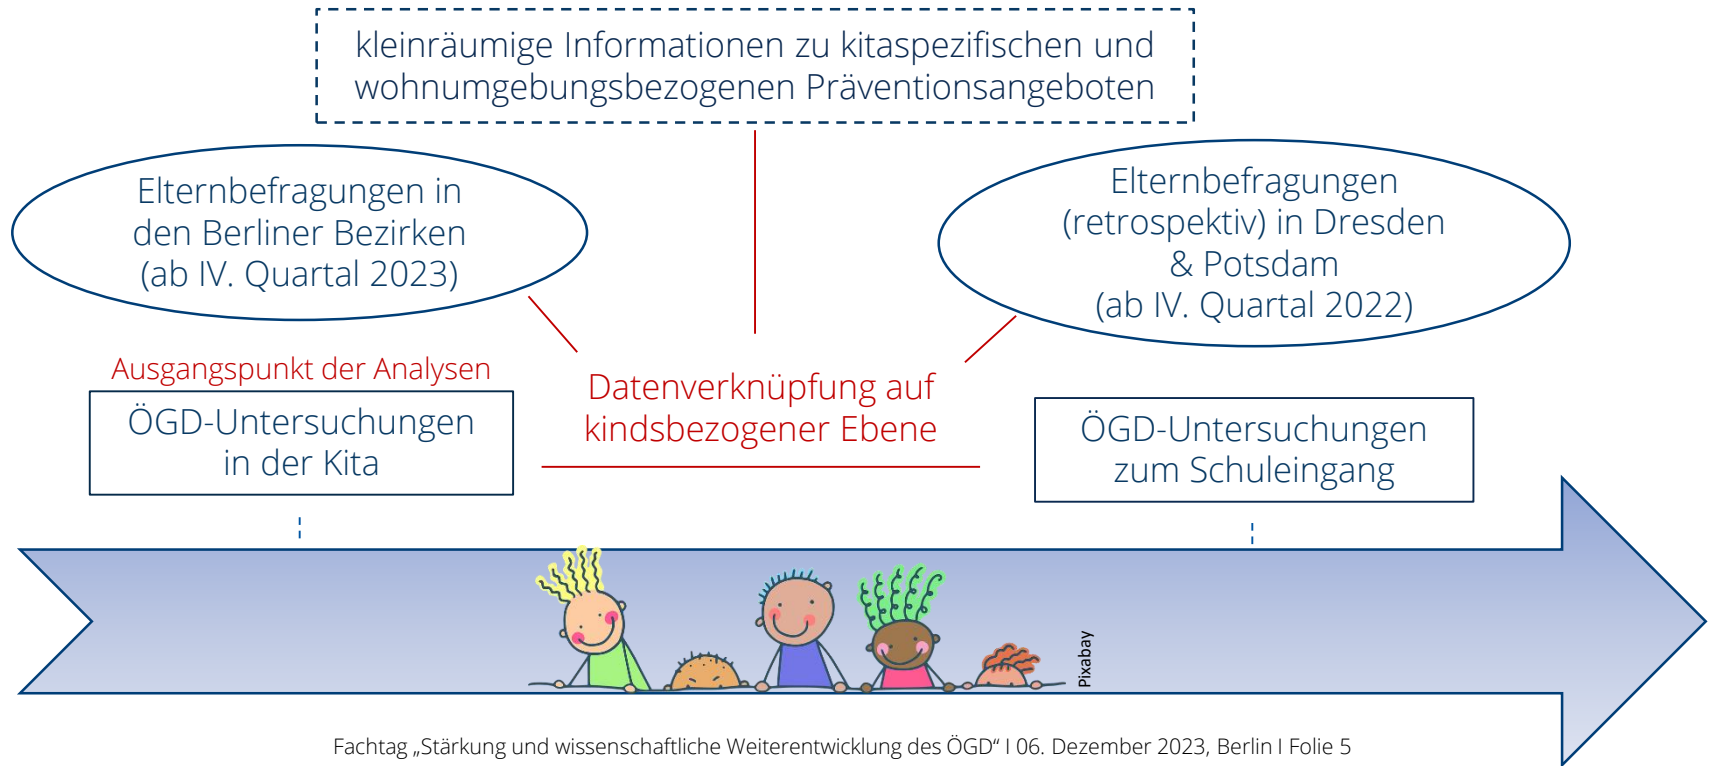 kleinräumige Informationen zu kitaspezifischen und
wohnumgebungsbezogenen Präventionsangeboten
Elternbefragungen in
den Berliner Bezirken
(ab IV. Quartal 2023)
Elternbefragungen
(retrospektiv) in Dresden
& Potsdam
(ab IV. Quartal 2022)
Ausgangspunkt der Analysen
ÖGD-Untersuchungen
in der Kita
Datenverknüpfung auf
kindsbezogener Ebene
ÖGD-Untersuchungen
zum Schuleingang
Pixabay
Fachtag „Stärkung und wissenschaftliche Weiterentwicklung des ÖGD“ I 06. Dezember 2023, Berlin I Folie 5